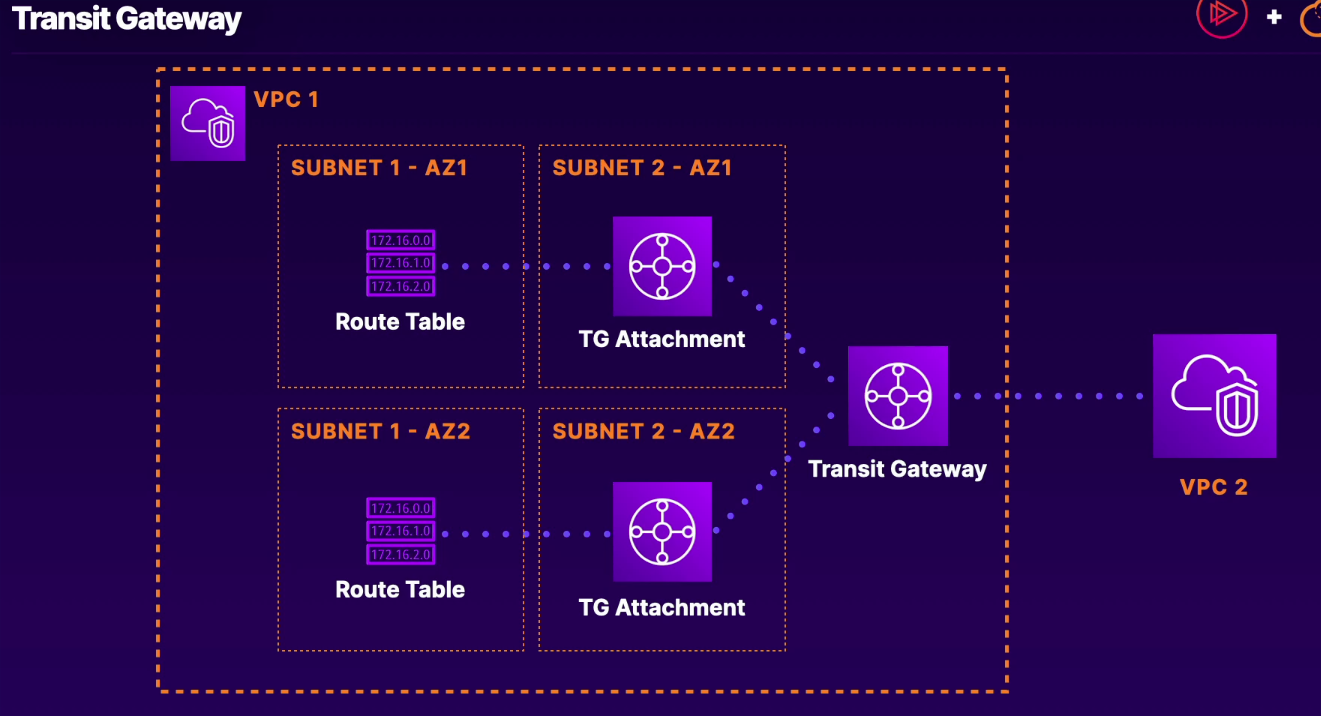 Transit Gateway
+
VPC 1
SUBNET 1 - AZ1
172.16.0.0
172.16.1.0
172.16.2.0
Route Table
SUBNET 2 - AZ1
TG Attachment
SUBNET 1 - AZ2
172.16.0.0
172.16.1.0
172.16.2.0
Route Table
SUBNET 2 - AZ2
TG Attachment
Transit Gateway
VPC 2